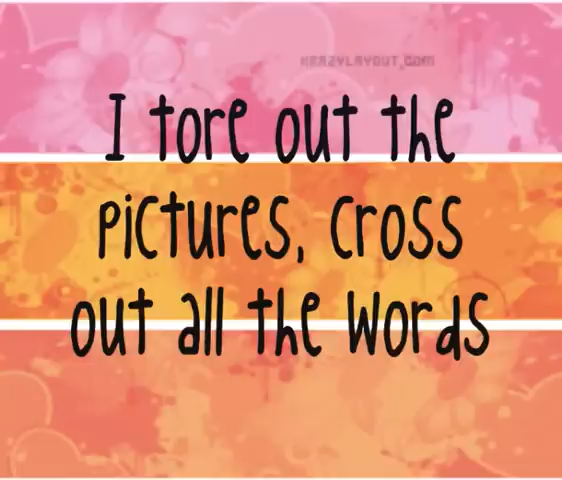 KRAZYLAYOUT.COM
I tore out the
pictures, cross
out all the words